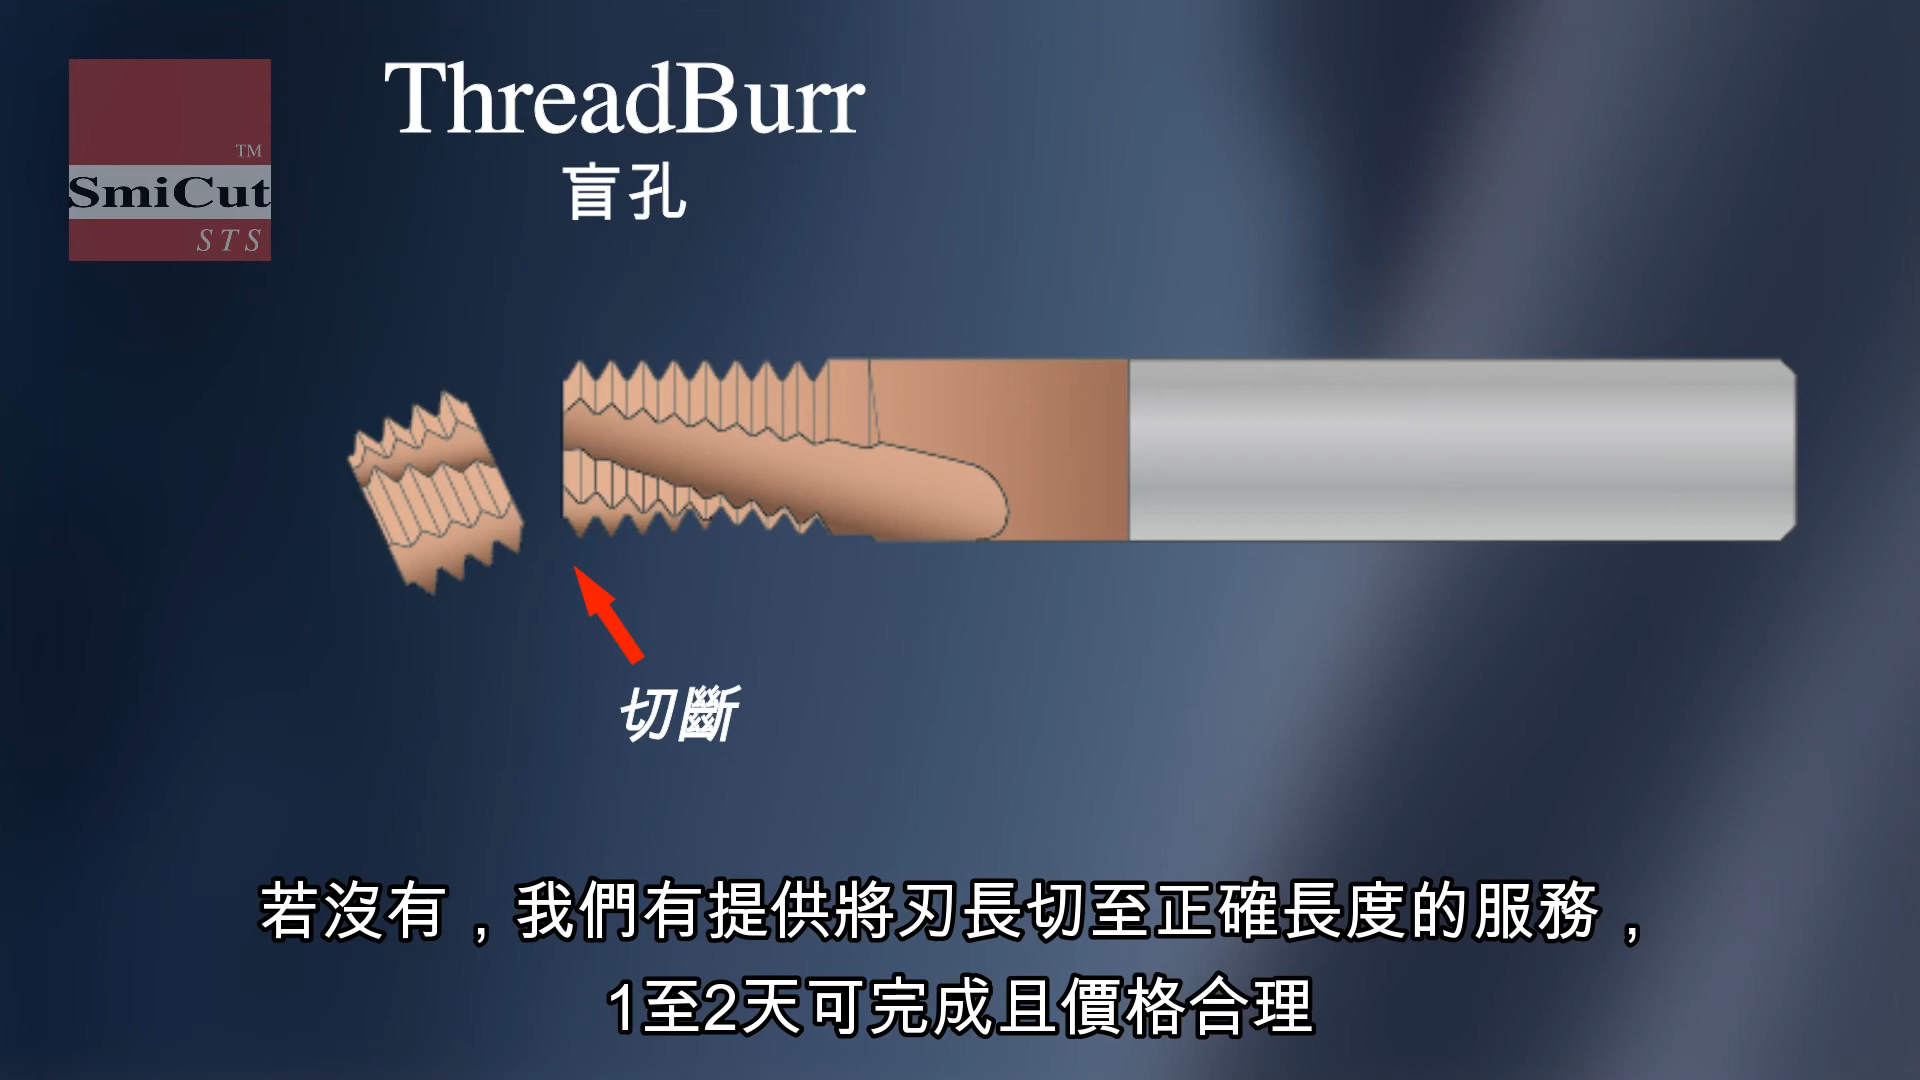 TM
SmiCut
STS
ThreadBurr
盲孔
切斷
若沒有，我們有提供將刃長切至正確長度的服務，
1至2天可完成且價格合理